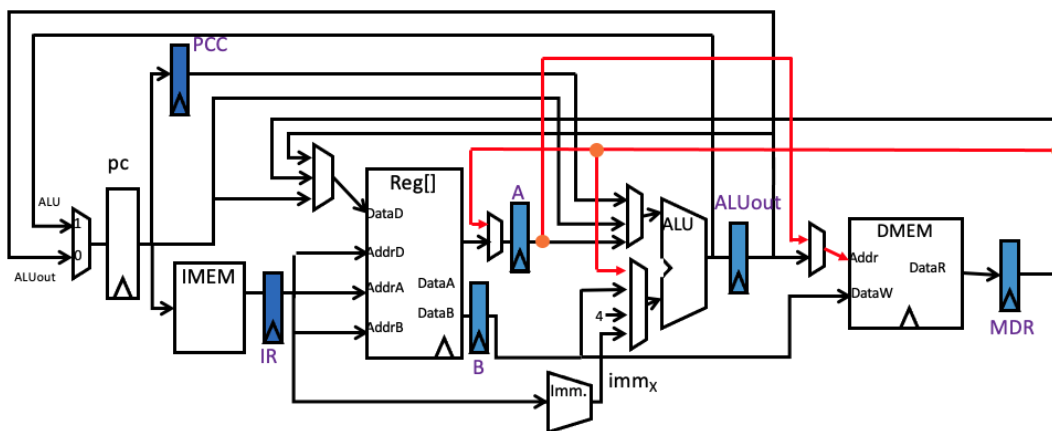 PCC
pc
ALU
1
0
ALUout
IMEM
IR
Reg[]
DataD
AddrD
AddrA
AddrB
DataA
DataB
A
B
Imm.
immX
4
ALU
ALUout
DMEM
Addr
DataR
DataW
MDR